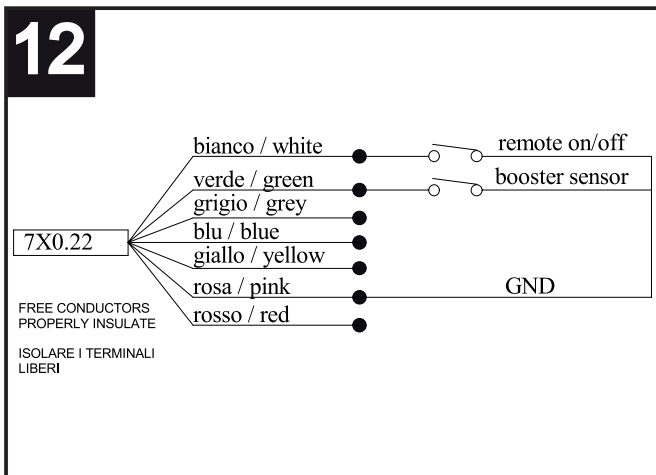 12
bianco / white
remote on/off
verde / green
booster sensor
grigio / grey
7X0.22
blu / blue
giallo / yellow
rosa / pink
GND
rosso / red
FREE CONDUCTORS
PROPERLY INSULATE
ISOLARE I TERMINALI
LIBERI